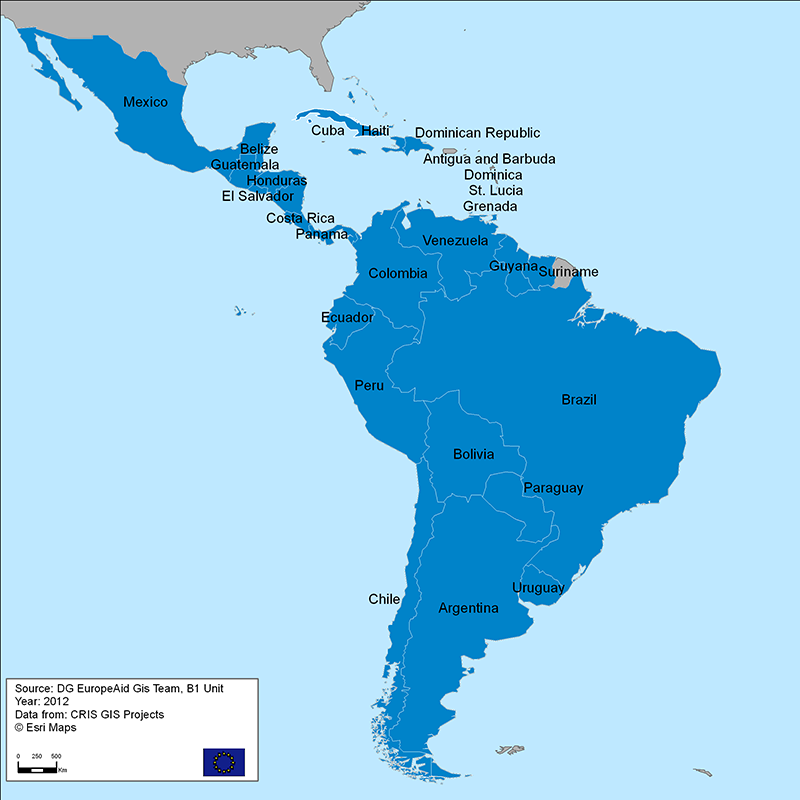 Mexico
Cuba
Haiti
Dominican Republic
Belize
Guatemala
Honduras
El Salvador
Antigua and Barbuda
Dominica
St. Lucia
Grenada
Costa Rica
Panama
Venezuela
Guyana
Suriname
Colombia
Ecuador
Peru
Brazil
Bolivia
Paraguay
Chile
Uruguay
Argentina
Source: DG EuropeAid Gis Team, B1 Unit
Year: 2012
Data from: CRIS GIS Projects
© Esri Maps
0 250 500
Km